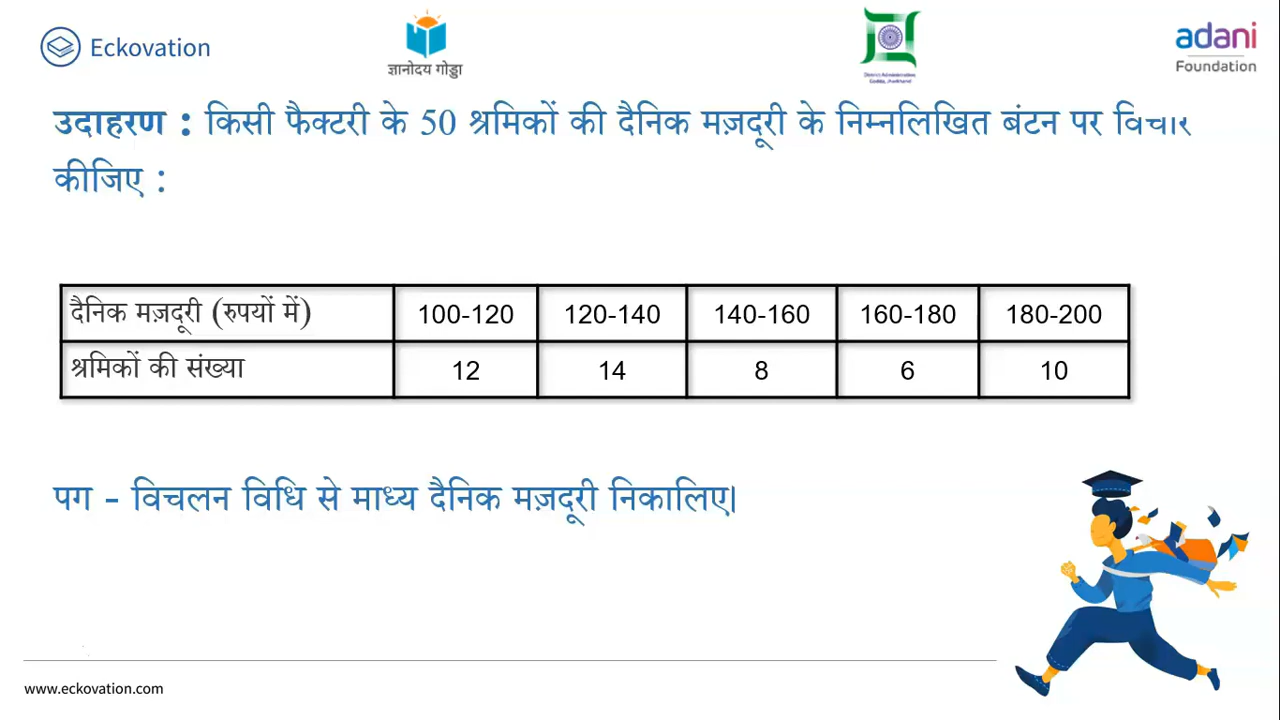 Eckovation
ज्ञानोदय गोड्डा
adani
Foundation
उदाहरण : किसी फैक्टरी के 50 श्रमिकों की दैनिक मज़दूरी के निम्नलिखित बंटन पर विचार
कीजिए :
दैनिक मज़दूरी (रुपयों में) 100-120 120-140 140-160 160-180 180-200
श्रमिकों की संख्या 12 14 8 6 10
पग - विचलन विधि से माध्य दैनिक मज़दूरी निकालिए।
www.eckovation.com